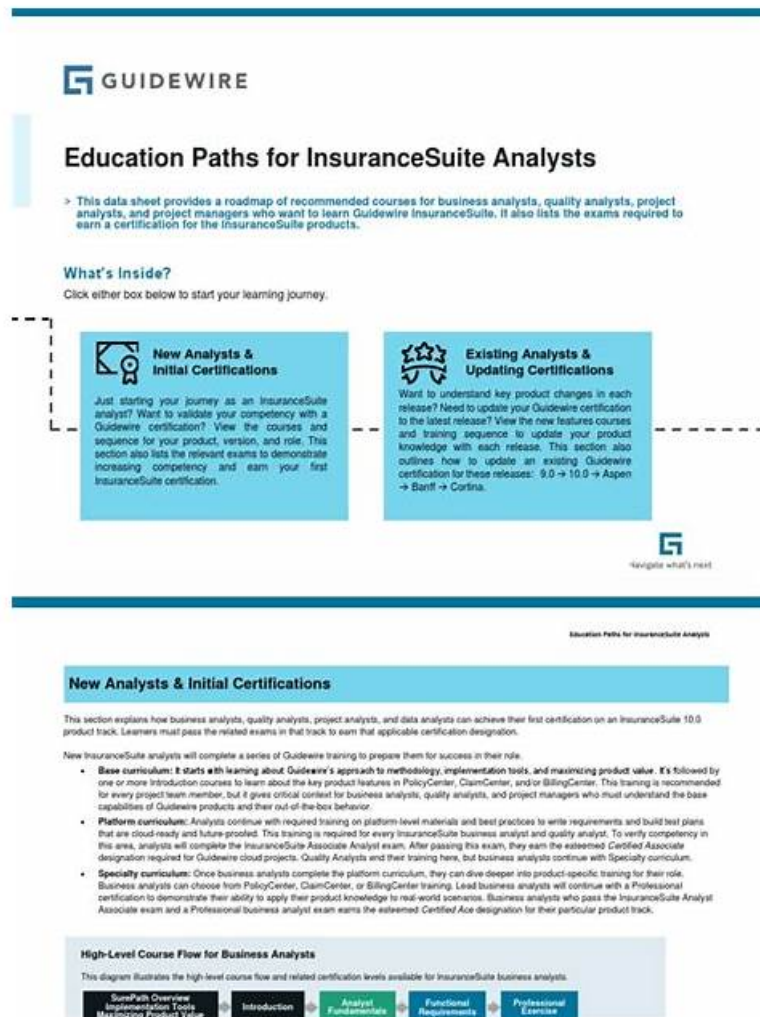 GUIDEWIRE
Education Paths for InsuranceSuite Analysts
> This data sheet provides a roadmap of recommended courses for business analysts, quality analysts, project
analysts, and project managers who want to learn Guidewire InsuranceSuite. It also lists the exams required to
earn a certification for the InsuranceSuite products.
What's Inside?
Click either box below to start your learning journey.
New Analysts &
Initial Certifications
Just starting your journey as an InsuranceSuite
analyst? Want to validate your competency with a
Guidewire certification? View the courses and
sequence for your product, version, and role. This
section also lists the relevant exams to demonstrate
increasing competency and earn your first
InsuranceSuite certification.
Existing Analysts &
Updating Certifications
Want to understand key product changes in each
release? Need to update your Guidewire certification
to the latest release? View the new features courses
and training sequence to update your product
knowledge with each release. This section also
outlines how to update an existing Guidewire
certification for these releases: 9.0 → 10.0 → Aspen
→ Banff → Cortina.
Navigate what's next
Education Paths for InsuranceSuite Analysts
New Analysts & Initial Certifications
This section explains how business analysts, quality analysts, project analysts, and data analysts can achieve their first certification on an InsuranceSuite 10.0
product track. Learners must pass the related exams in that track to earn that applicable certification designation.
New InsuranceSuite analysts will complete a series of Guidewire training to prepare them for success in their role.
• Base curriculum: It starts with learning about Guidewire's approach to methodology, implementation tools, and maximizing product value. It's followed by
one or more Introduction courses to learn about the key product features in PolicyCenter, ClaimCenter, and/or BillingCenter. This training is recommended
for every project team member, but it gives critical context for business analysts, quality analysts, and project managers who must understand the base
capabilities of Guidewire products and their out-of-the-box behavior.
• Platform curriculum: Analysts continue with required training on platform-level materials and best practices to write requirements and build test plans
that are cloud-ready and future-proofed. This training is required for every InsuranceSuite business analyst and quality analyst. To verify competency in
this area, analysts will complete the InsuranceSuite Associate Analyst exam. After passing this exam, they earn the esteemed Certified Associate
designation required for Guidewire cloud projects. Quality Analysts end their training here, but business analysts continue with Specialty curriculum.
• Specialty curriculum: Once business analysts complete the platform curriculum, they can dive deeper into product-specific training for their role.
Business analysts can choose from PolicyCenter, ClaimCenter, or BillingCenter training. Lead business analysts will continue with a Professional
certification to demonstrate their ability to apply their product knowledge to real-world scenarios. Business analysts who pass the InsuranceSuite Analyst
Associate exam and a Professional business analyst exam earns the esteemed Certified Ace designation for their particular product track.
High-Level Course Flow for Business Analysts
This diagram illustrates the high-level course flow and related certification levels available for InsuranceSuite business analysts.
SurePath Overview
Implementation Tools
Maximizing Product Value
Introduction
Analyst
Fundamentals
Functional
Requirements
Professional
Exercise